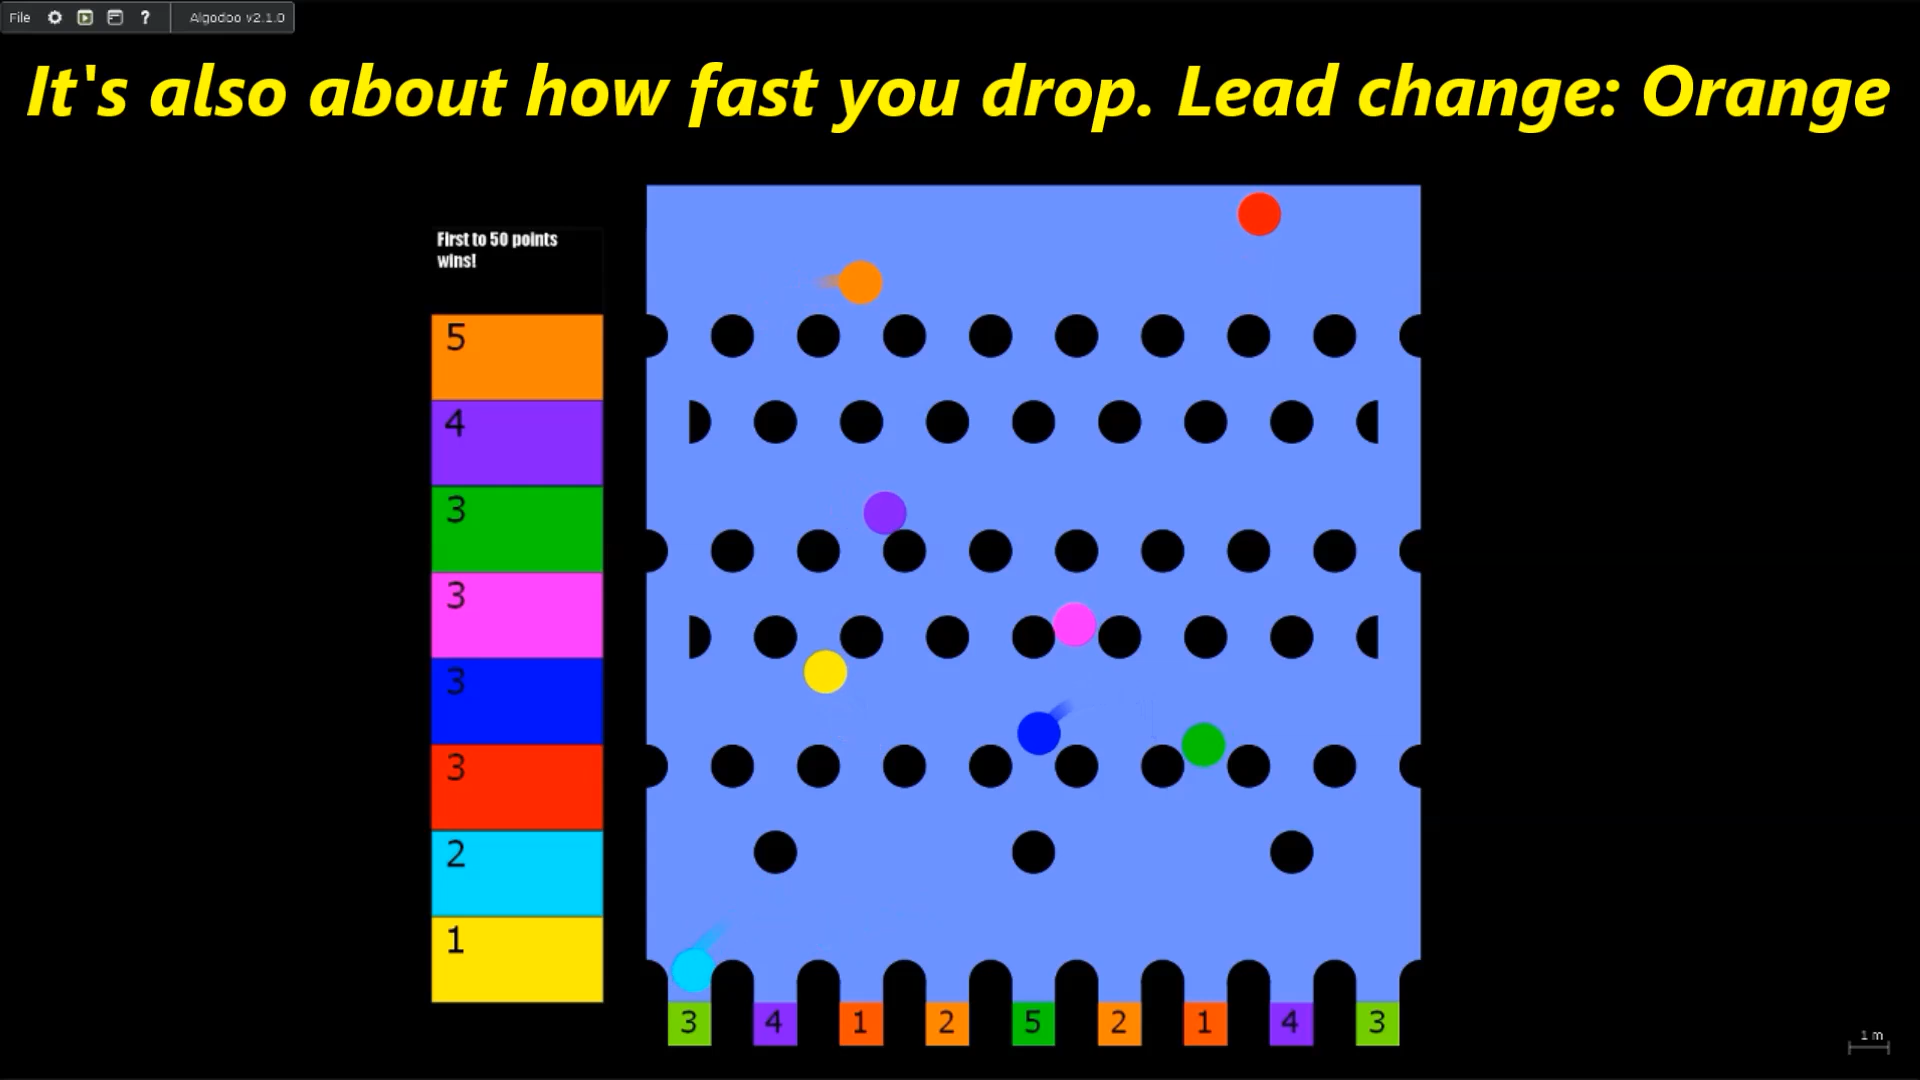 File ? Algodoo v2.1.0
It's also about how fast you drop. Lead change: Orange
First to 50 points
wins!
5
4
3
3
3
3
2
1
3 4 1 2 5 2 1 4 3
1 m